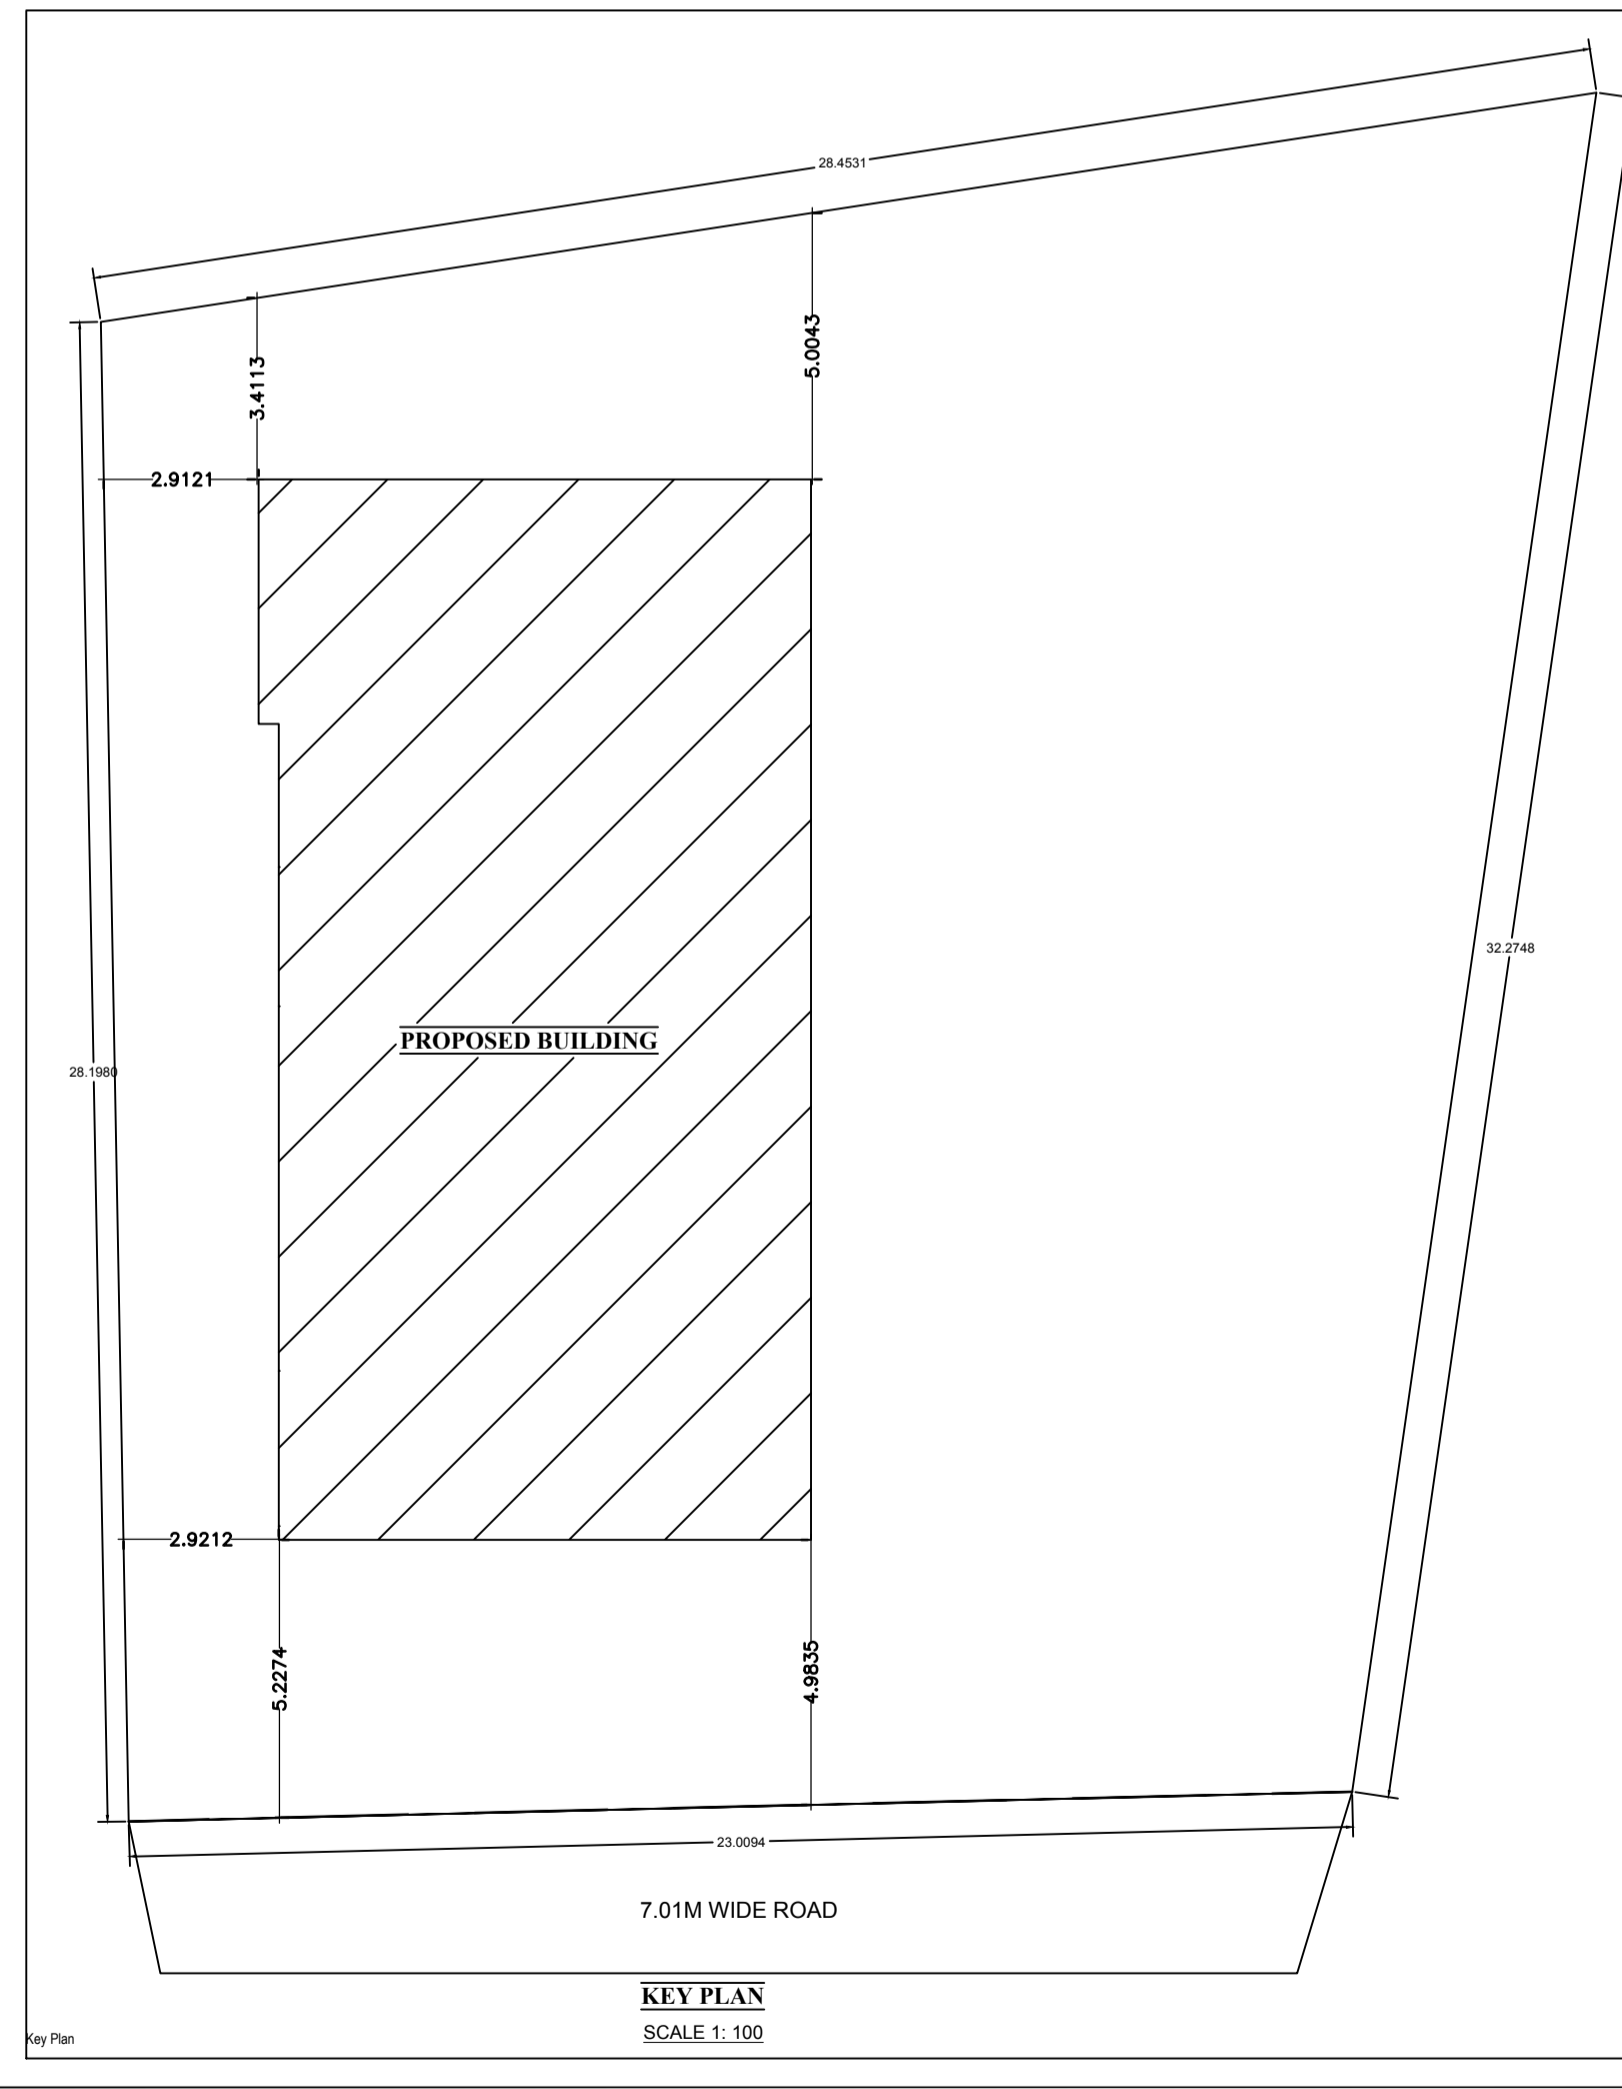 28.4531
5.0043
3.4113
2.9121
32.2748
PROPOSED BUILDING
28.1980
2.9212
5.2274
4.9835
23.0094
7.01M WIDE ROAD
KEY PLAN
SCALE 1: 100
Key Plan